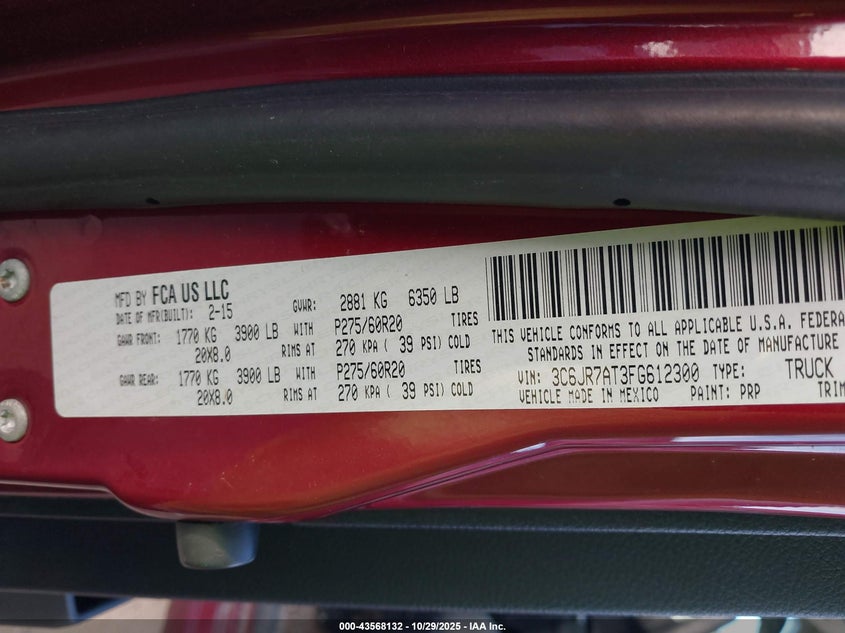 MFD BY FCA US LLC
DATE OF MFR(BUILT): 2-15 GVWR: 2881 KG 6350 LB
GAWR FRONT: 1770 KG 3900 LB WITH P275/60R20 TIRES
20X8.0 RIMS AT 270 KPA ( 39 PSI) COLD
GAWR REAR: 1770 KG 3900 LB WITH P275/60R20 TIRES
20X8.0 RIMS AT 270 KPA ( 39 PSI) COLD
THIS VEHICLE CONFORMS TO ALL APPLICABLE U.S.A. FEDERA
STANDARDS IN EFFECT ON THE DATE OF MANUFACTURE
VIN: 3C6JR7AT3FG612300 TYPE: TRUCK
VEHICLE MADE IN MEXICO PAINT: PRP TRIM
000-43568132 - 10/29/2025 - IAA Inc.